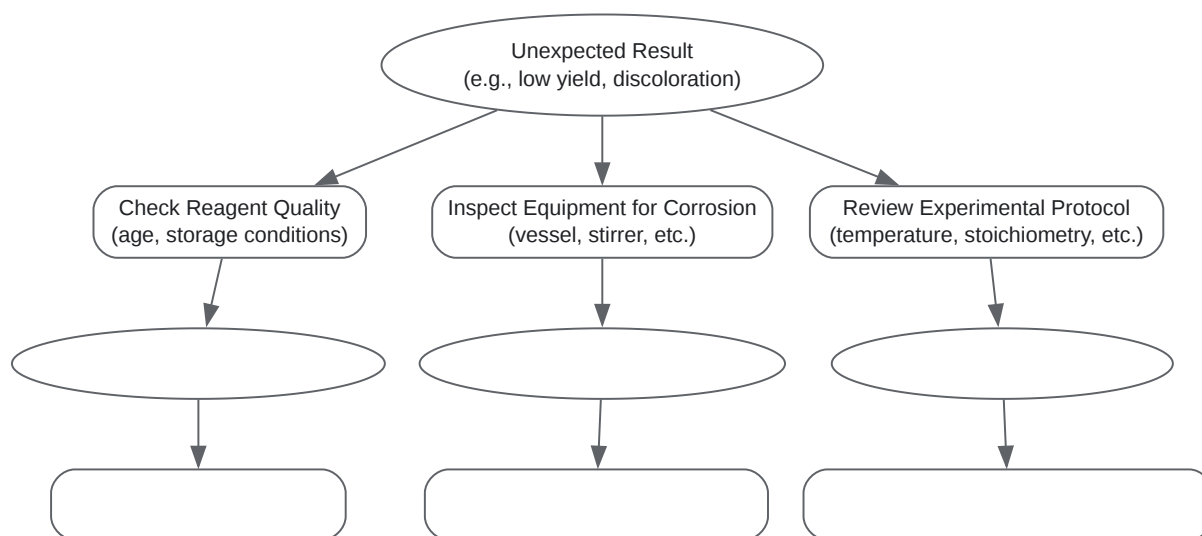 Unexpected Result
(e.g., low yield, discoloration)
Check Reagent Quality
(age, storage conditions)
Inspect Equipment for Corrosion
(vessel, stirrer, etc.)
Review Experimental Protocol
(temperature, stoichiometry, etc.)